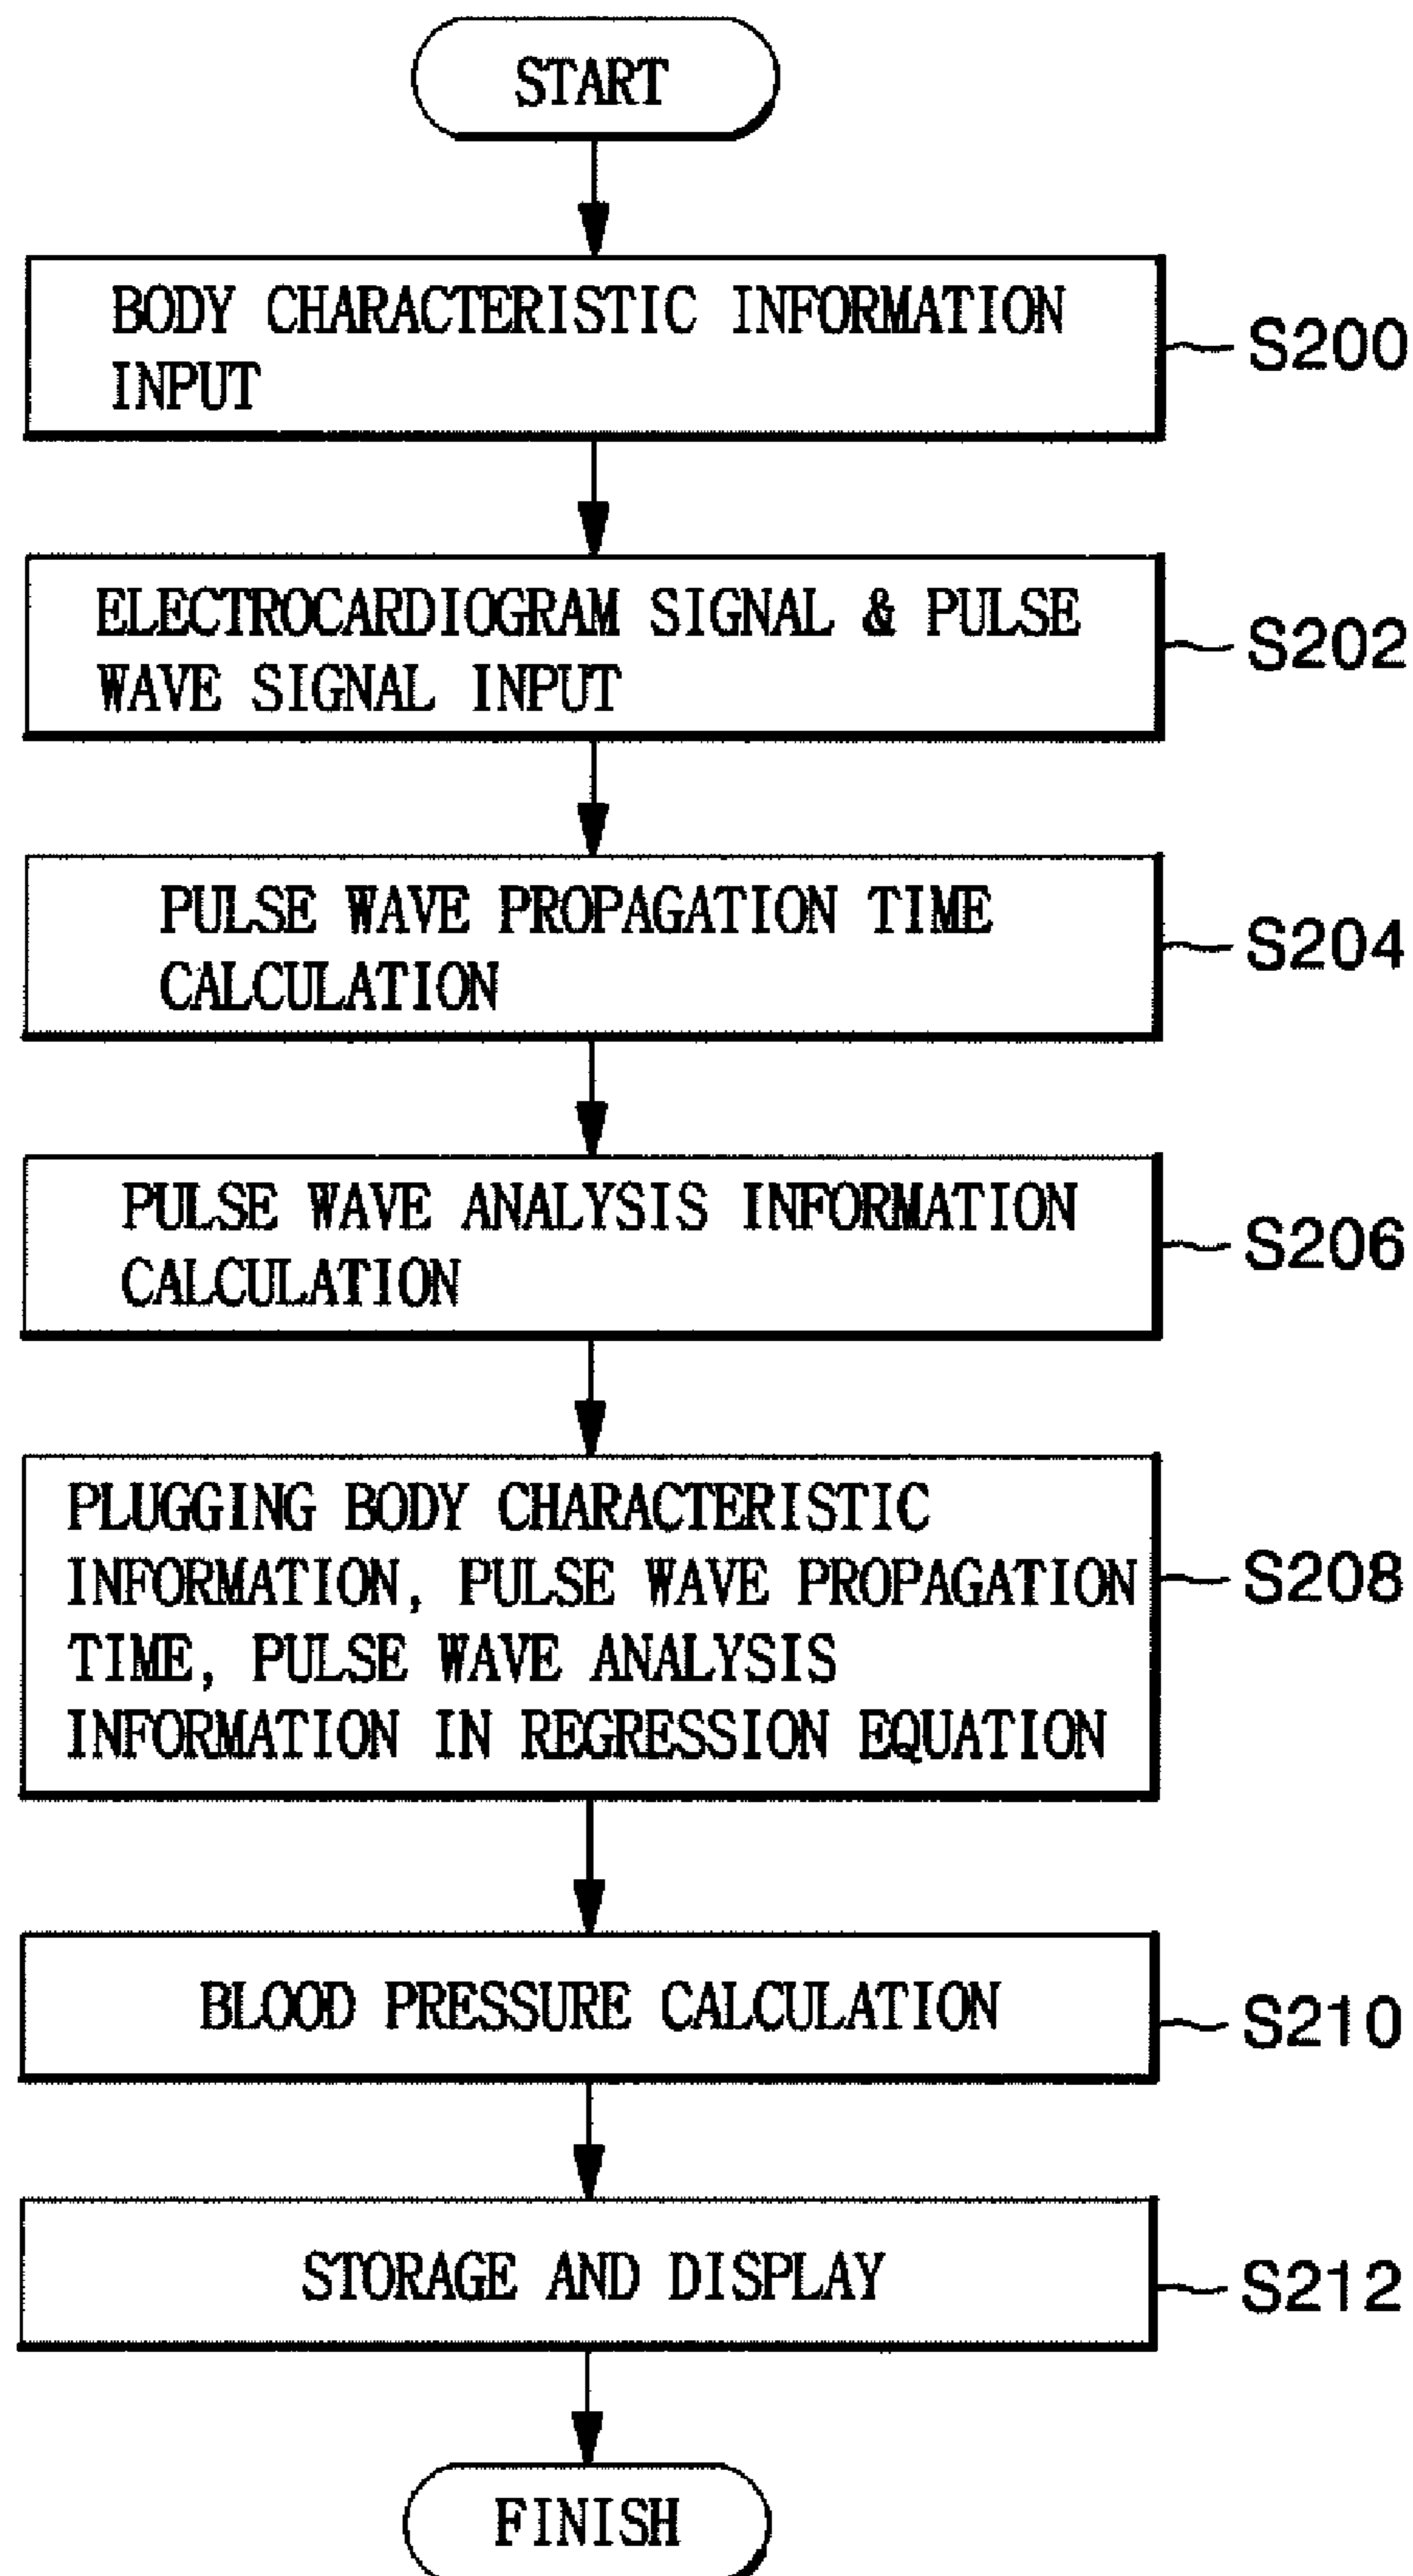 START
BODY CHARACTERISTIC INFORMATION
INPUT
S200
ELECTROCARDIOGRAM SIGNAL & PULSE
WAVE SIGNAL INPUT
S202
PULSE WAVE PROPAGATION TIME
CALCULATION
S204
PULSE WAVE ANALYSIS INFORMATION
CALCULATION
S206
PLUGGING BODY CHARACTERISTIC
INFORMATION, PULSE WAVE PROPAGATION
TIME, PULSE WAVE ANALYSIS
INFORMATION IN REGRESSION EQUATION
S208
BLOOD PRESSURE CALCULATION
S210
STORAGE AND DISPLAY
S212
FINISH